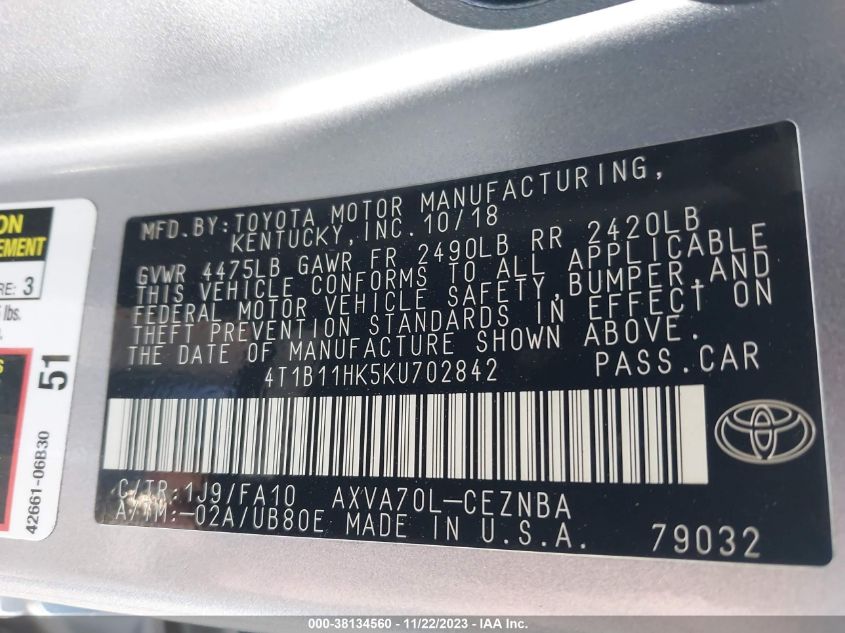 MFD.BY:TOYOTA MOTOR MANUFACTURING,
KENTUCKY,INC.10/18
GVWR 4475LB GAWR FR 2490LB RR 2420LB
THIS VEHICLE CONFORMS TO ALL APPLICABLE
FEDERAL MOTOR VEHICLE SAFETY,BUMPER,AND
THEFT PREVENTION STANDARDS IN EFFECT ON
THE DATE OF MANUFACTURE SHOWN ABOVE.
4T1B11HK5KU702842 PASS.CAR
C/TR:1J9/FA10 AXVA70L-CEZNBA
A/TM:-02A/UB80E MADE IN U.S.A. 79032
ON
EMENT
RE: 3
lbs.
51
42661-06B30
000-38134560 - 11/22/2023 - IAA Inc.